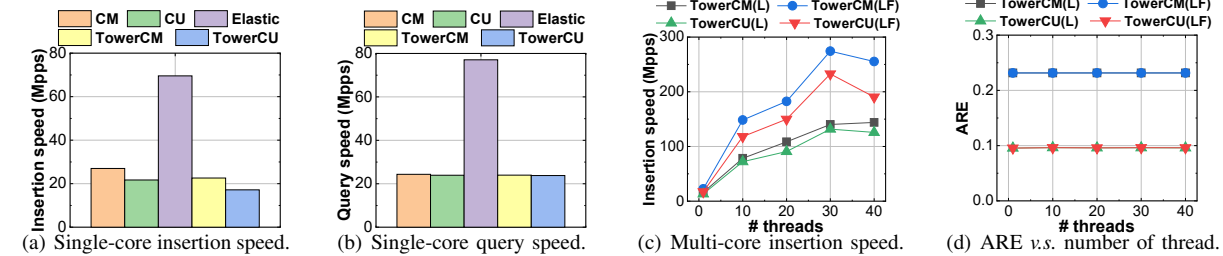 CM CU Elastic
TowerCM TowerCU
Insertion speed (Mpps)
80
60
40
20
0
(a) Single-core insertion speed.
CM CU Elastic
TowerCM TowerCU
Query speed (Mpps)
80
60
40
20
0
(b) Single-core query speed.
TowerCM(L) TowerCM(LF)
TowerCU(L) TowerCU(LF)
Insertion speed (Mpps)
300
200
100
0
0 10 20 30 40
# threads
(c) Multi-core insertion speed.
TowerCM(L) TowerCM(LF)
TowerCU(L) TowerCU(LF)
ARE
0.3
0.2
0.1
0.0
0 10 20 30 40
# threads
(d) ARE v.s. number of thread.